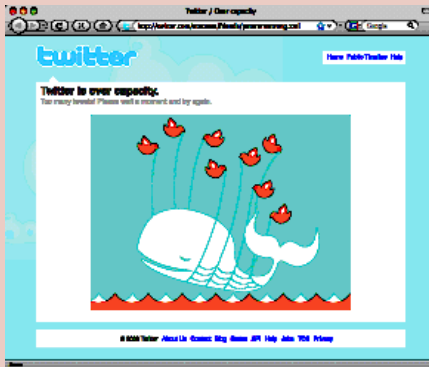 Twitter / Over capacity
Google
twitter
Home Public Timeline Help
Twitter is over capacity.
Too many tweets! Please wait a moment and try again.
Twitter About Us Contact Blog Status API Help Jobs TOS Privacy